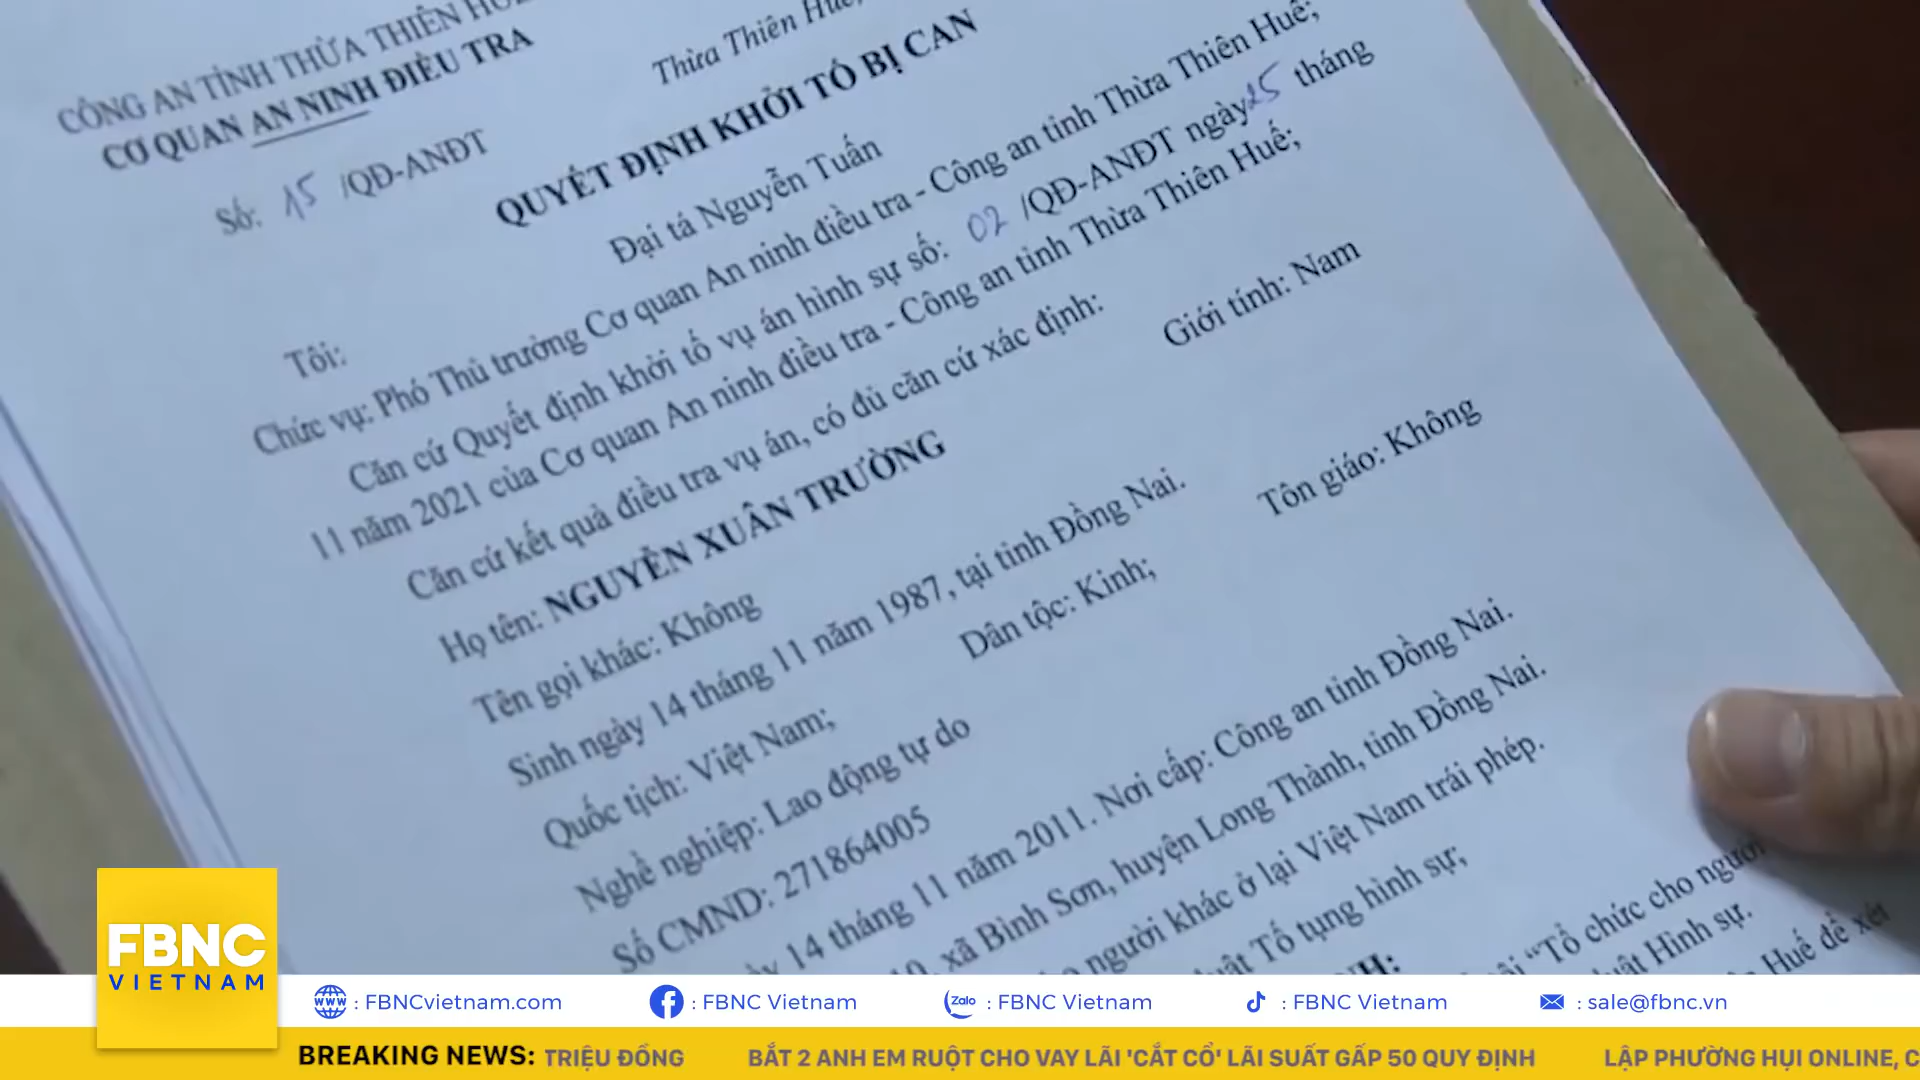 CÔNG AN TỈNH THỪA THIÊN HUẾ
CƠ QUAN AN NINH ĐIỀU TRA
Số: 15 /QĐ-ANĐT
Thừa Thiên Huế,
QUYẾT ĐỊNH KHỞI TỐ BỊ CAN
Tôi: Đại tá Nguyễn Tuấn
Chức vụ: Phó Thủ trưởng Cơ quan An ninh điều tra - Công an tỉnh Thừa Thiên Huế;
Căn cứ Quyết định khởi tố vụ án hình sự số: 02 /QĐ-ANĐT ngày 25 tháng
11 năm 2021 của Cơ quan An ninh điều tra - Công an tỉnh Thừa Thiên Huế;
Căn cứ kết quả điều tra vụ án, có đủ căn cứ xác định:
Họ tên: NGUYỄN XUÂN TRƯỜNG Giới tính: Nam
Tên gọi khác: Không
Sinh ngày 14 tháng 11 năm 1987, tại tỉnh Đồng Nai.
Quốc tịch: Việt Nam; Dân tộc: Kinh; Tôn giáo: Không
Nghề nghiệp: Lao động tự do
Số CMND: 271864005
14 tháng 11 năm 2011. Nơi cấp: Công an tỉnh Đồng Nai.
xã Bình Sơn, huyện Long Thành, tỉnh Đồng Nai.
người khác ở lại Việt Nam trái phép.
Tố tụng hình sự;
"Tổ chức cho người
Hình sự.
Huế để xét
FBNC
VIETNAM
www : FBNCvietnam.com
: FBNC Vietnam
Zalo : FBNC Vietnam
: FBNC Vietnam
: sale@fbnc.vn
BREAKING NEWS: TRIỆU ĐỒNG BẮT 2 ANH EM RUỘT CHO VAY LÃI 'CẮT CỔ' LÃI SUẤT GẤP 50 QUY ĐỊNH LẬP PHƯỜNG HỤI ONLINE, C